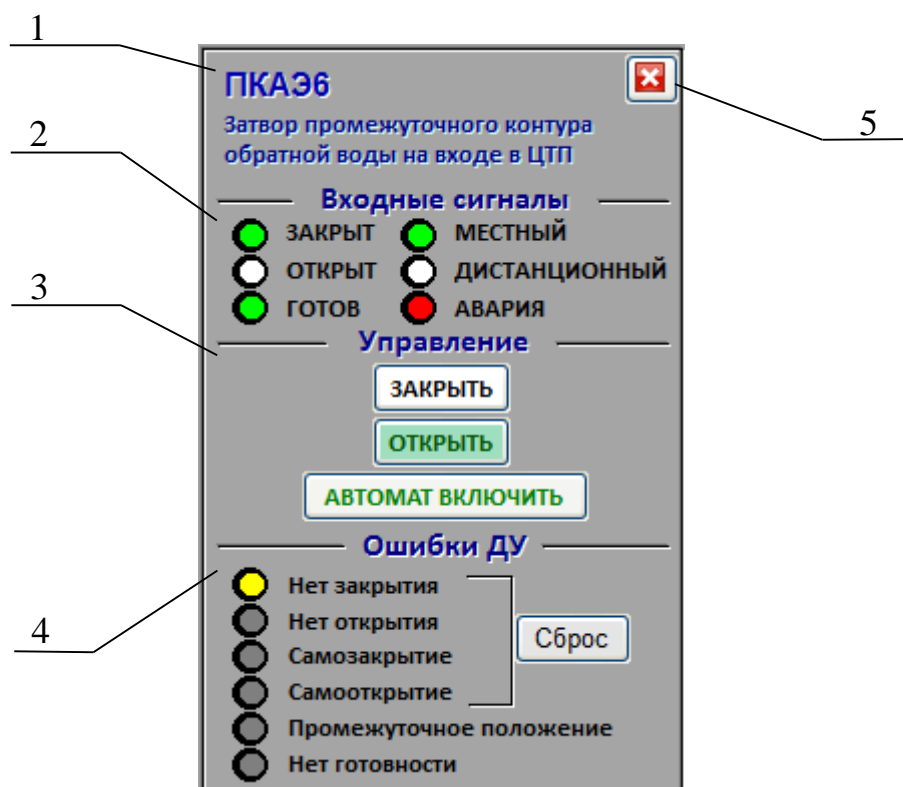 1
ПКАЭ6
5
Затвор промежуточного контура
обратной воды на входе в ЦТП
2
Входные сигналы
ЗАКРЫТ МЕСТНЫЙ
ОТКРЫТ ДИСТАНЦИОННЫЙ
3
ГОТОВ АВАРИЯ
Управление
ЗАКРЫТЬ
ОТКРЫТЬ
АВТОМАТ ВКЛЮЧИТЬ
Ошибки ДУ
Нет закрытия
Нет открытия
4
Сброс
Самозакрытие
Самооткрытие
Промежуточное положение
Нет готовности